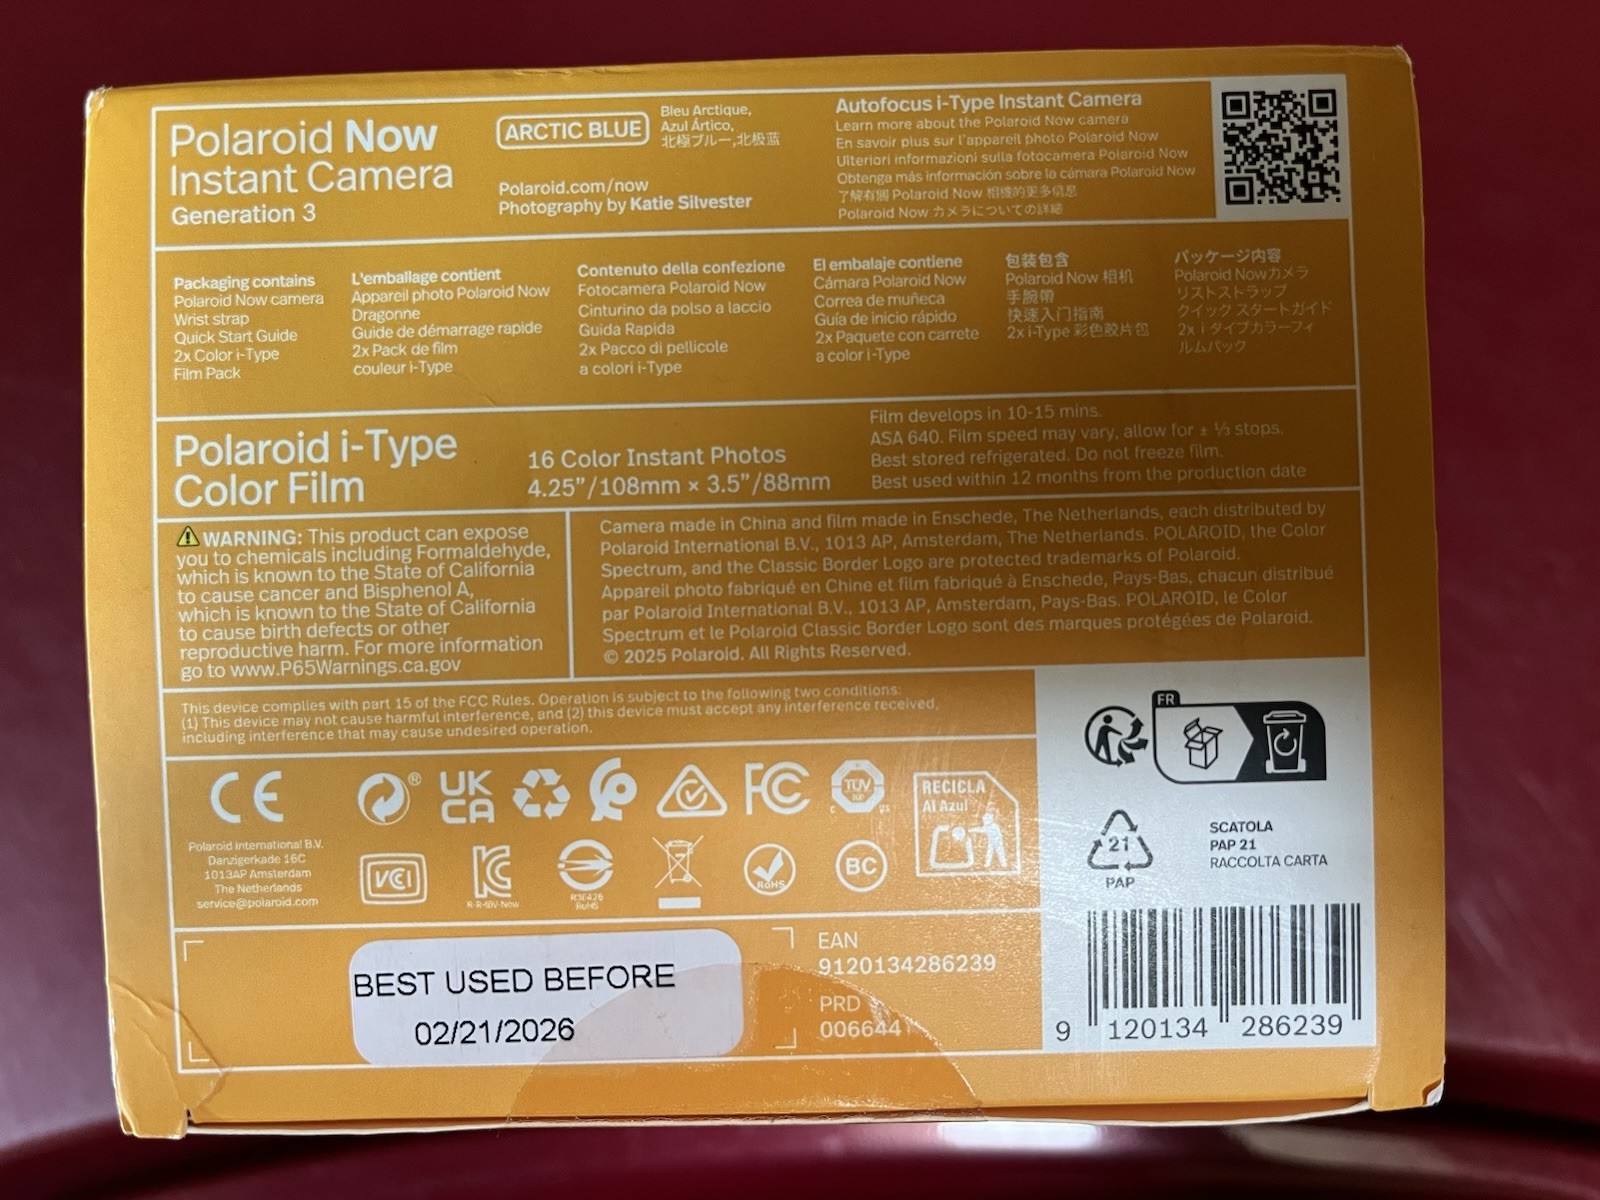 Polaroid Now
Instant Camera
Generation 3
ARCTIC BLUE
Bleu Arctique,
Azul Ártico,
北極ブルー,北极蓝
Polaroid.com/now
Photography by Katie Silvester
Autofocus i-Type Instant Camera
Learn more about the Polaroid Now camera
En savoir plus sur l'appareil photo Polaroid Now
Ulteriori informazioni sulla fotocamera Polaroid Now
Obtenga más información sobre la cámara Polaroid Now
了解有關 Polaroid Now 相機的更多信息
Polaroid Now カメラについての詳細
Packaging contains
Polaroid Now camera
Wrist strap
Quick Start Guide
2x Color i-Type
Film Pack
L'emballage contient
Appareil photo Polaroid Now
Dragonne
Guide de démarrage rapide
2x Pack de film
couleur i-Type
Contenuto della confezione
Fotocamera Polaroid Now
Cinturino da polso a laccio
Guida Rapida
2x Pacco di pellicole
a colori i-Type
El embalaje contiene
Cámara Polaroid Now
Correa de muñeca
Guía de inicio rápido
2x Paquete con carrete
a color i-Type
包装包含
Polaroid Now 相机
手腕帶
快速入门指南
2x i-Type 彩色胶片包
パッケージ内容
Polaroid Nowカメラ
リストストラップ
クイック スタートガイド
2x i タイプカラーフィ
ルムパック
Polaroid i-Type
Color Film
16 Color Instant Photos
4.25”/108mm × 3.5”/88mm
Film develops in 10-15 mins.
ASA 640. Film speed may vary, allow for ± ⅓ stops.
Best stored refrigerated. Do not freeze film.
Best used within 12 months from the production date
WARNING: This product can expose
you to chemicals including Formaldehyde,
which is known to the State of California
to cause cancer and Bisphenol A,
which is known to the State of California
to cause birth defects or other
reproductive harm. For more information
go to www.P65Warnings.ca.gov
Camera made in China and film made in Enschede, The Netherlands, each distributed by
Polaroid International B.V., 1013 AP, Amsterdam, The Netherlands. POLAROID, the Color
Spectrum, and the Classic Border Logo are protected trademarks of Polaroid.
Appareil photo fabriqué en Chine et film fabriqué à Enschede, Pays-Bas, chacun distribué
par Polaroid International B.V., 1013 AP, Amsterdam, Pays-Bas. POLAROID, le Color
Spectrum et le Polaroid Classic Border Logo sont des marques protégées de Polaroid.
© 2025 Polaroid. All Rights Reserved.
This device complies with part 15 of the FCC Rules. Operation is subject to the following two conditions:
(1) This device may not cause harmful interference, and (2) this device must accept any interference received,
including interference that may cause undesired operation.
CE
®
UK
CA
FC
TÜV
SÜD
C US
RECICLA
Al Azul
Polaroid International B.V.
Danzigerkade 16C
1013AP Amsterdam
The Netherlands
service@polaroid.com
VCCI
KC
R-R-IBV-Now
R3E426
RoHS
RoHS
BC
FR
21
PAP
SCATOLA
PAP 21
RACCOLTA CARTA
BEST USED BEFORE
02/21/2026
EAN
9120134286239
PRD
006644
9 120134 286239